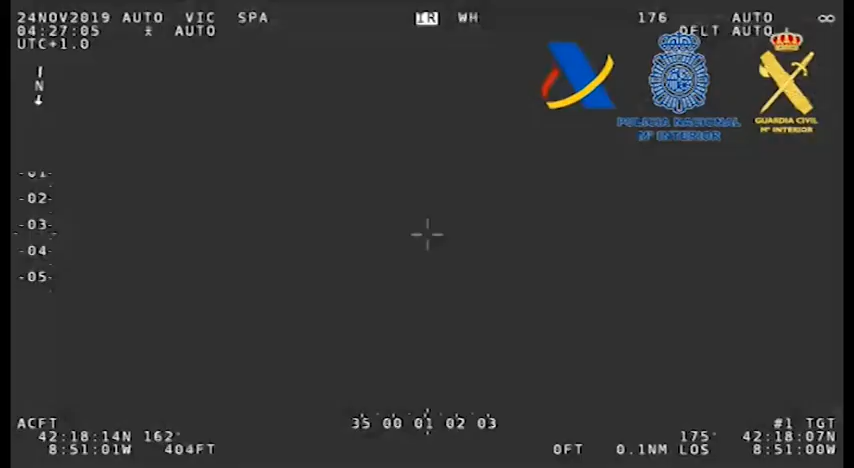 24NOV2019 AUTO VIC SPA IR WH 176 AUTO ∞
04:27:05 AUTO DFLT AUTO
UTC+1.0
N
POLICIA NACIONAL
Mº INTERIOR
GUARDIA CIVIL
Mº INTERIOR
-01-
-02-
-03-
-04-
-05-
35 00 01 02 03
ACFT #1 TGT
42:18:14N 162° 175° 42:18:07N
8:51:01W 404FT 0FT 0.1NM LOS 8:51:00W